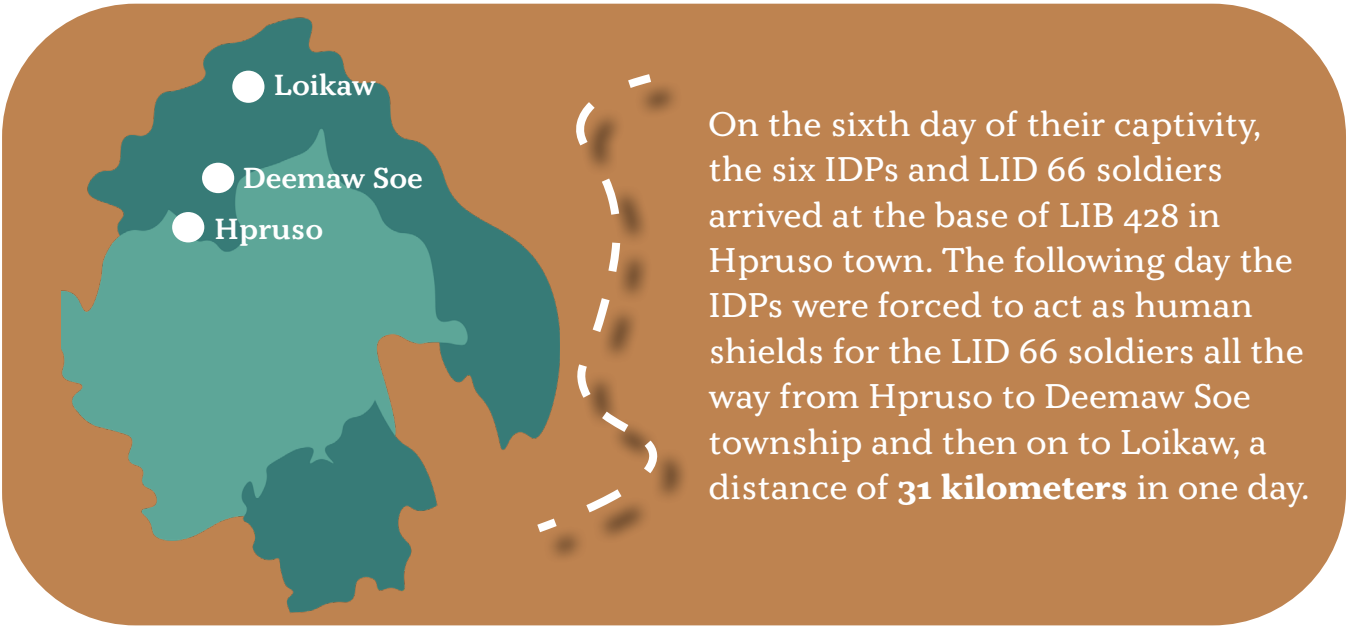 Loikaw
Deemaw Soe
Hpruso
On the sixth day of their captivity,
the six IDPs and LID 66 soldiers
arrived at the base of LIB 428 in
Hpruso town. The following day the
IDPs were forced to act as human
shields for the LID 66 soldiers all the
way from Hpruso to Deemaw Soe
township and then on to Loikaw, a
distance of 31 kilometers in one day.